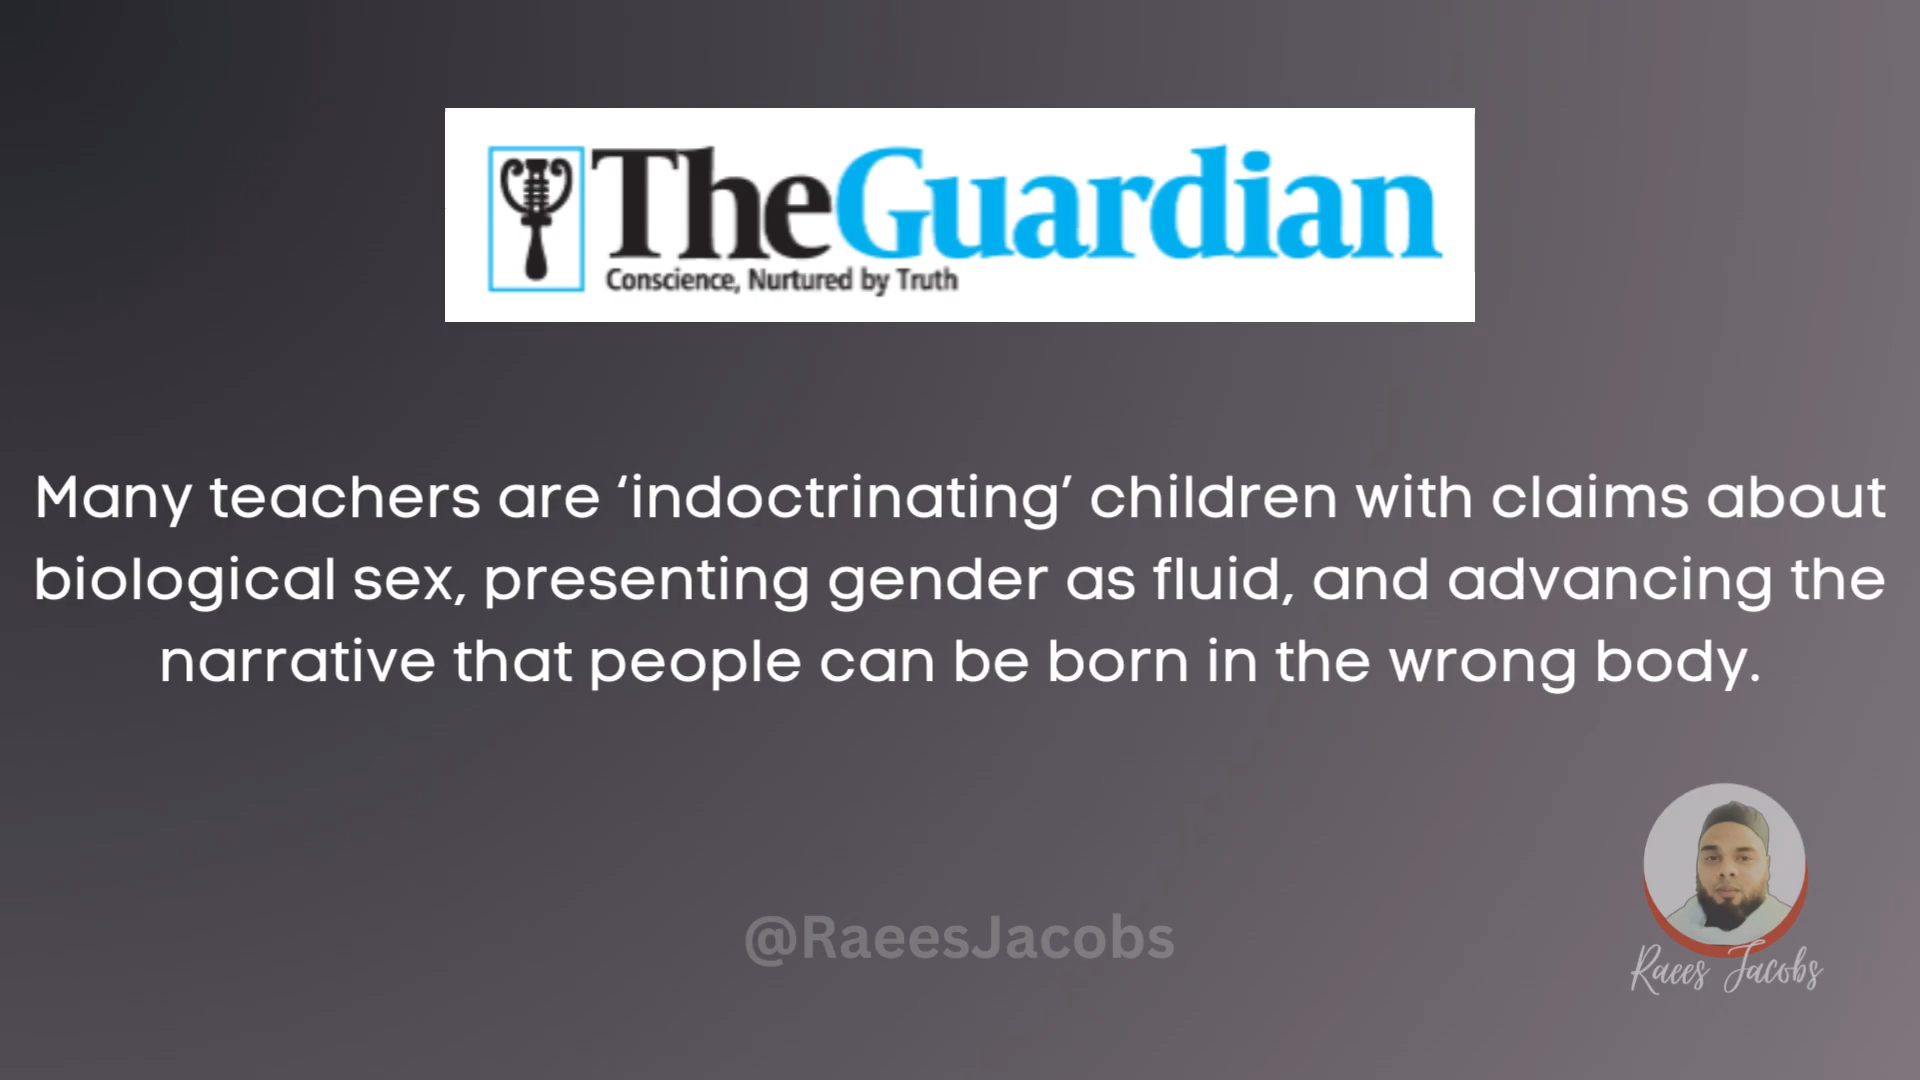 TheGuardian
Conscience, Nurtured by Truth
Many teachers are ‘indoctrinating’ children with claims about
biological sex, presenting gender as fluid, and advancing the
narrative that people can be born in the wrong body.
@RaeesJacobs
Raees Jacobs